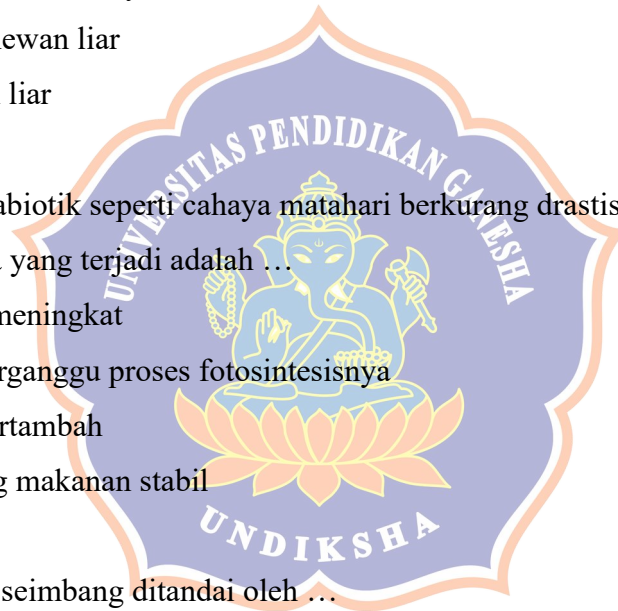 ewan liar
liar
abiotik seperti cahaya matahari berkurang drastis
yang terjadi adalah …
meningkat
rganggu proses fotosintesisnya
rtambah
g makanan stabil
seimbang ditandai oleh …
UNIVERSITAS PENDIDIKAN GANESHA
UNDIKSHA